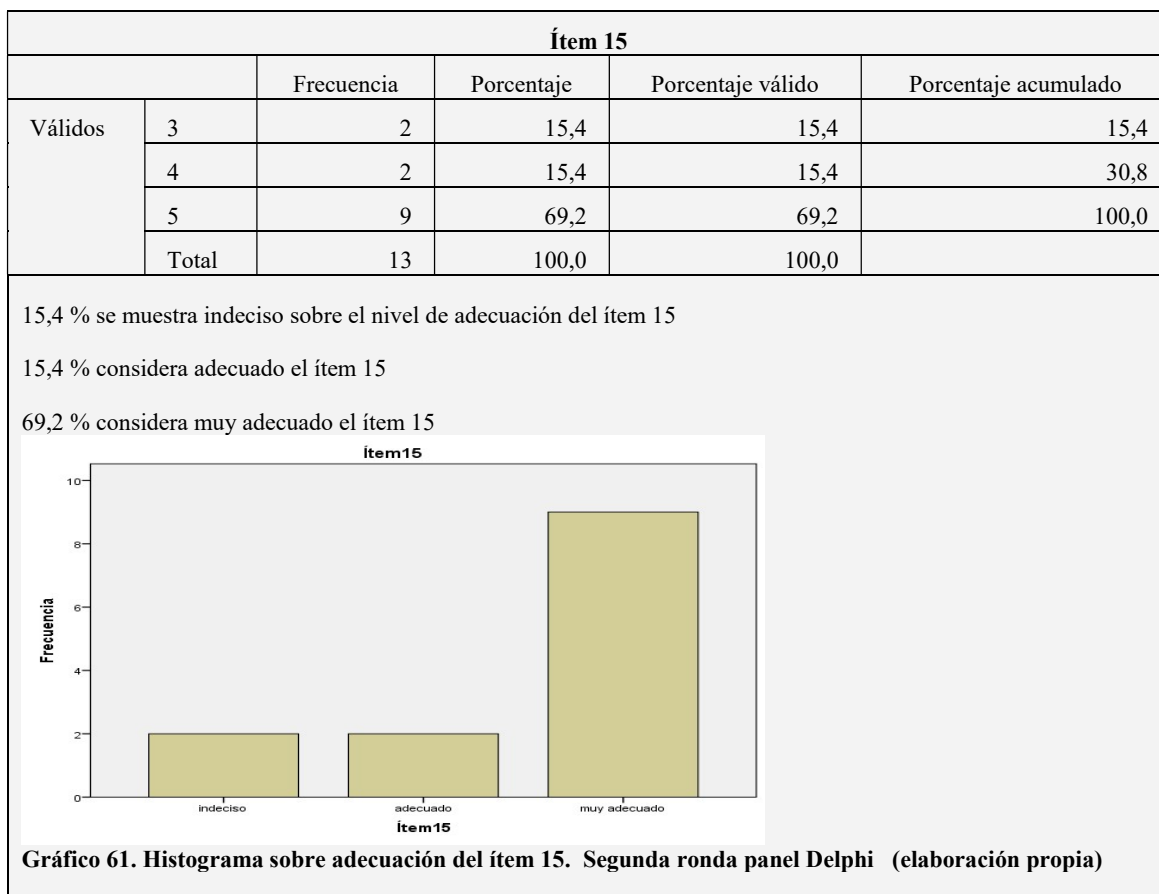 Ítem 15
Frecuencia Porcentaje Porcentaje válido Porcentaje acumulado
Válidos 3 2 15,4 15,4 15,4
4 2 15,4 15,4 30,8
5 9 69,2 69,2 100,0
Total 13 100,0 100,0
15,4 % se muestra indeciso sobre el nivel de adecuación del ítem 15
15,4 % considera adecuado el ítem 15
69,2 % considera muy adecuado el ítem 15
Ítem15
10
8
6
4
2
0
Frecuencia
indeciso adecuado muy adecuado
Ítem15
Gráfico 61. Histograma sobre adecuación del ítem 15. Segunda ronda panel Delphi (elaboración propia)